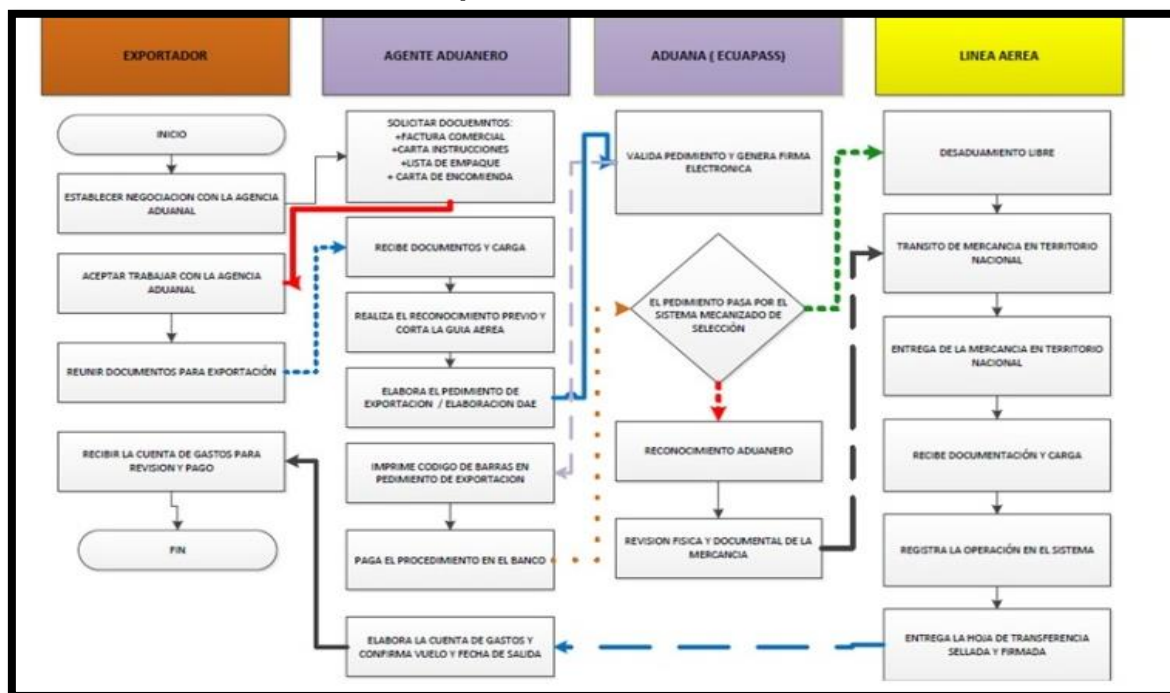 EXPORTADOR
AGENTE ADUANERO
ADUANA ( ECUAPASS)
LINEA AEREA
INICIO
ESTABLECER NEGOCIACION CON LA AGENCIA
ADUANAL
ACEPTAR TRABAJAR CON LA AGENCIA
ADUANAL
REUNIR DOCUMENTOS PARA EXPORTACIÓN
RECIBIR LA CUENTA DE GASTOS PARA
REVISION Y PAGO
FIN
SOLICITAR DOCUEMNTOS:
+FACTURA COMERCIAL
+CARTA INSTRUCCIONES
+LISTA DE EMPAQUE
+ CARTA DE ENCOMIENDA
RECIBE DOCUMENTOS Y CARGA
REALIZA EL RECONOCIMIENTO PREVIO Y
CORTA LA GUIA AEREA
ELABORA EL PEDIMIENTO DE
EXPORTACION / ELABORACION DAE
IMPRIME CODIGO DE BARRAS EN
PEDIMIENTO DE EXPORTACION
PAGA EL PROCEDIMIENTO EN EL BANCO
ELABORA LA CUENTA DE GASTOS Y
CONFIRMA VUELO Y FECHA DE SALIDA
VALIDA PEDIMIENTO Y GENERA FIRMA
ELECTRONICA
EL PEDIMIENTO PASA POR EL
SISTEMA MECANIZADO DE
SELECCIÓN
RECONOCIMIENTO ADUANERO
REVISION FISICA Y DOCUMENTAL DE LA
MERCANCIA
DESADUAMIENTO LIBRE
TRANSITO DE MERCANCIA EN TERRITORIO
NACIONAL
ENTREGA DE LA MERCANCIA EN TERRITORIO
NACIONAL
RECIBE DOCUMENTACIÓN Y CARGA
REGISTRA LA OPERACIÓN EN EL SISTEMA
ENTREGA LA HOJA DE TRANSFERENCIA
SELLADA Y FIRMADA